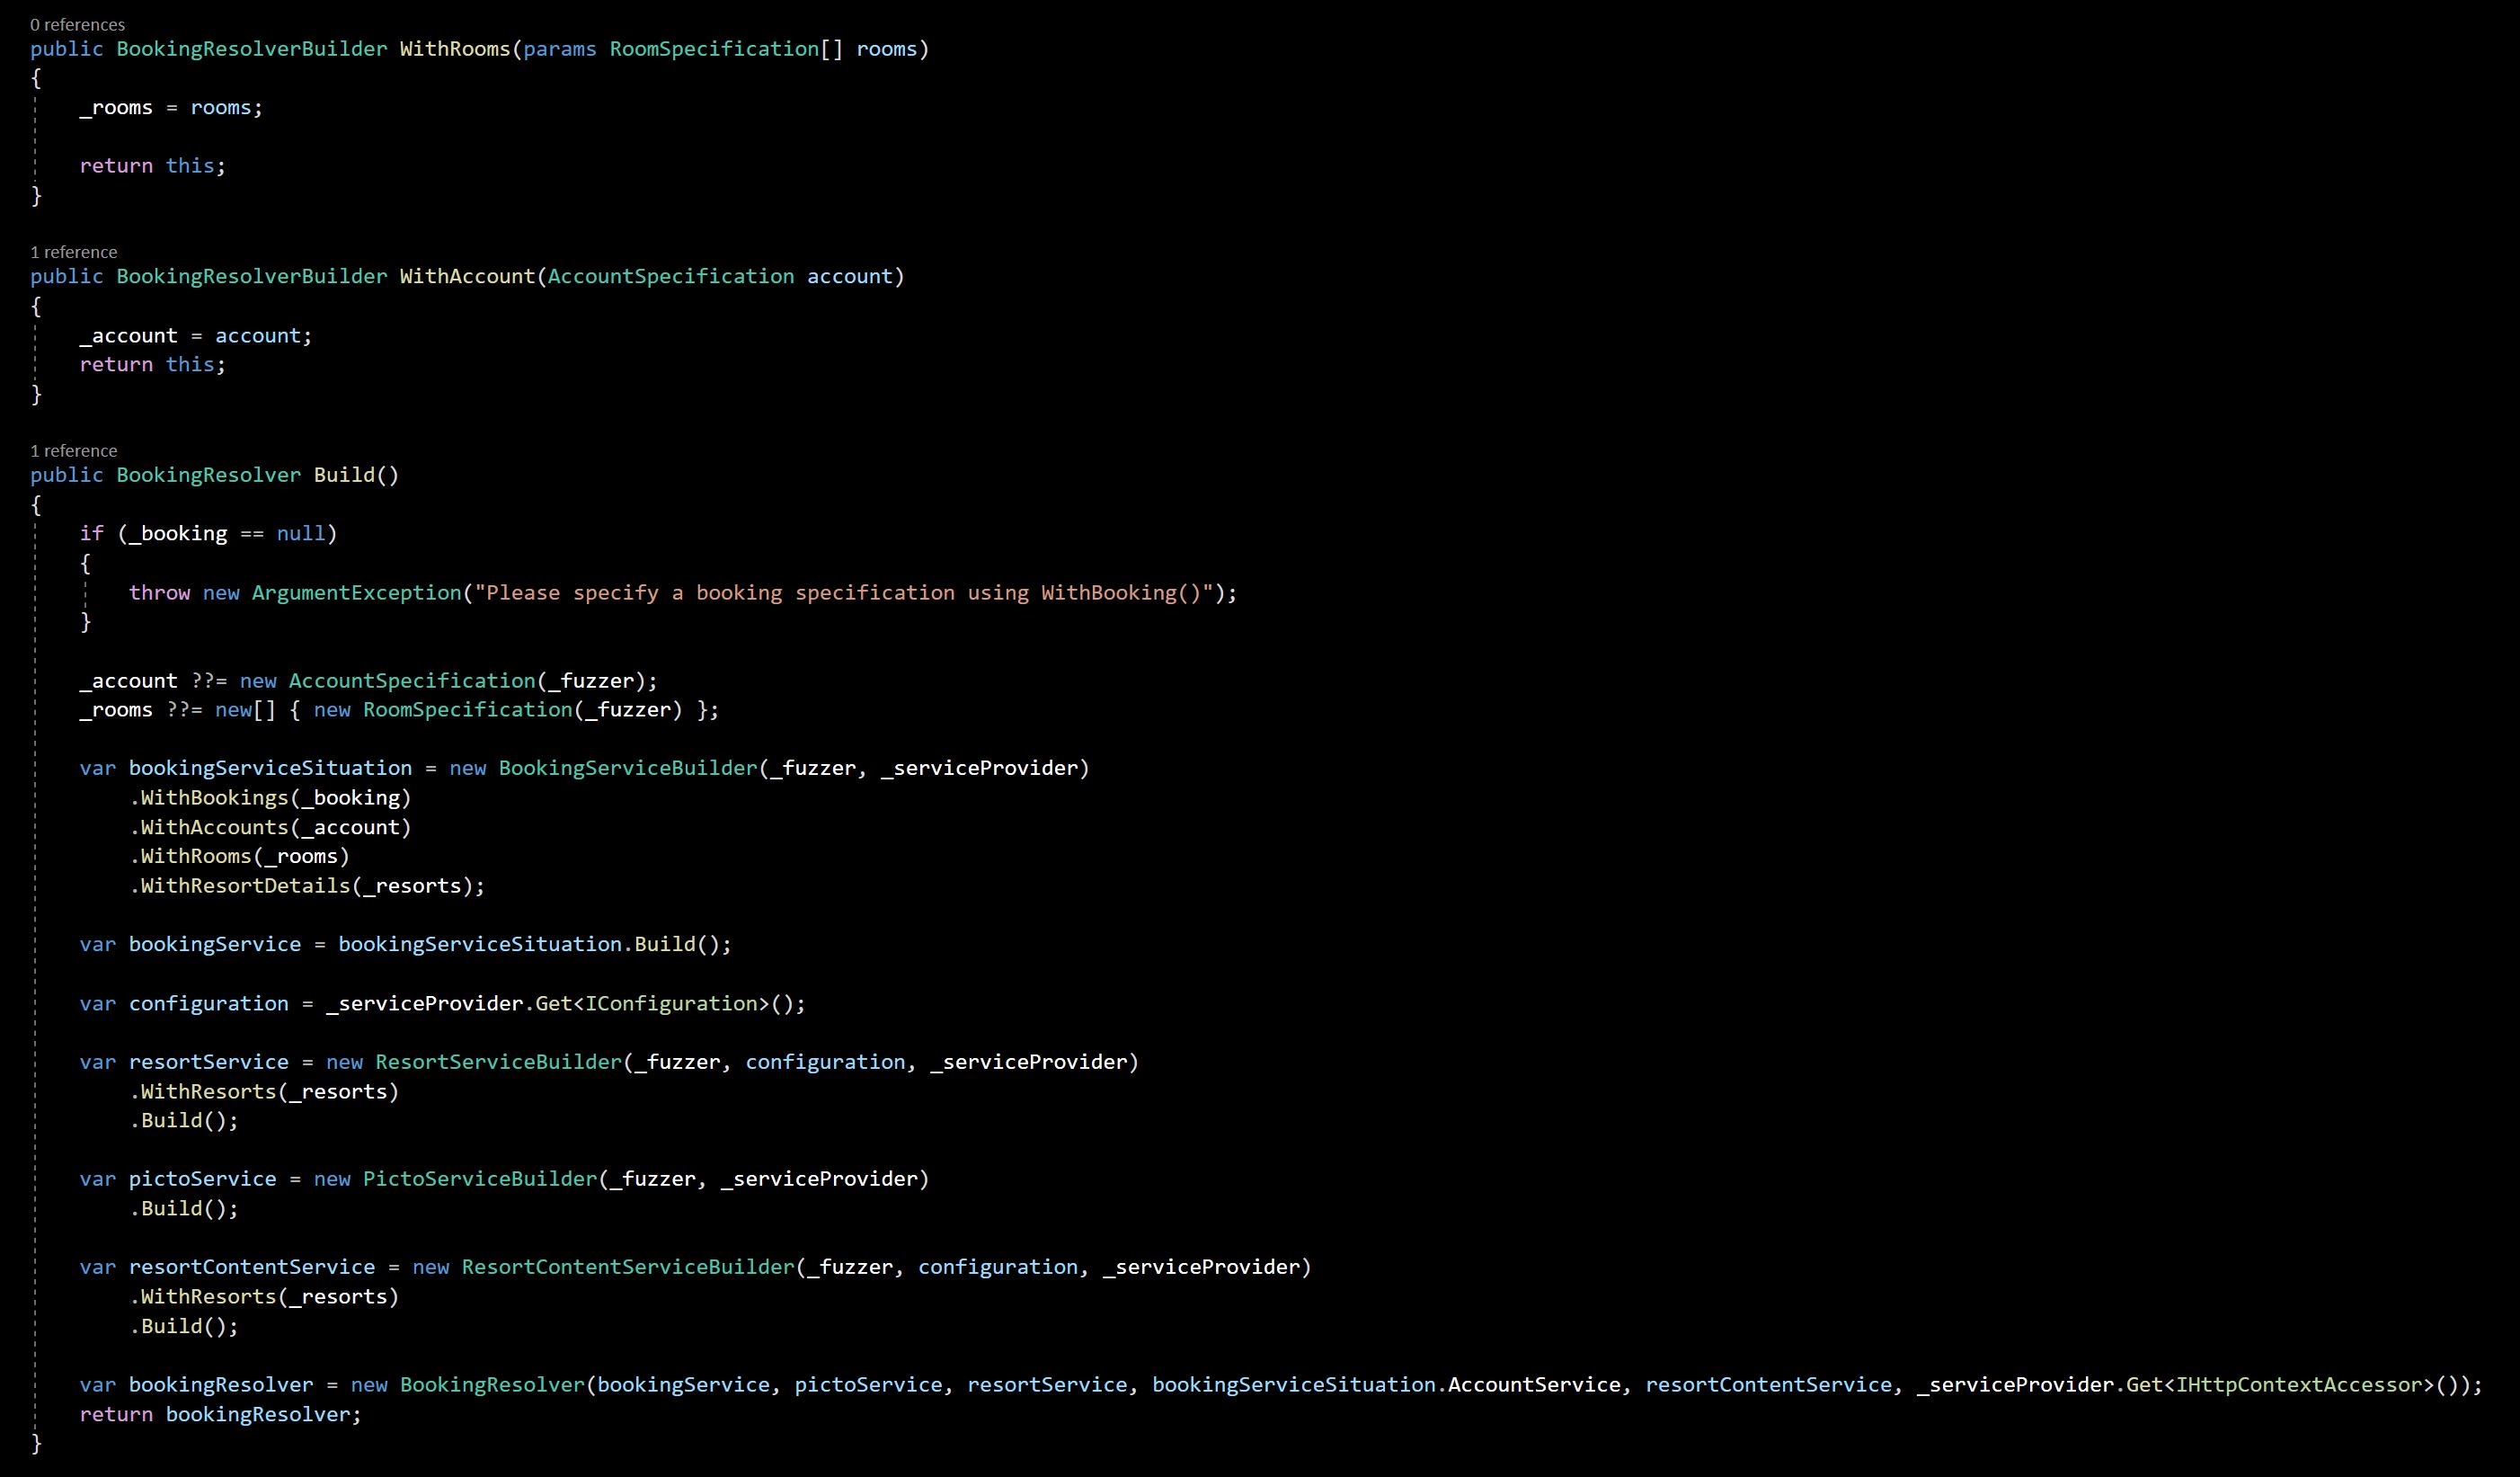 0 references
public BookingResolverBuilder WithRooms(params RoomSpecification[] rooms)
{
    _rooms = rooms;

    return this;
}

1 reference
public BookingResolverBuilder WithAccount(AccountSpecification account)
{
    _account = account;
    return this;
}

1 reference
public BookingResolver Build()
{
    if (_booking == null)
    {
        throw new ArgumentException("Please specify a booking specification using WithBooking()");
    }

    _account ??= new AccountSpecification(_fuzzer);
    _rooms ??= new[] { new RoomSpecification(_fuzzer) };

    var bookingServiceSituation = new BookingServiceBuilder(_fuzzer, _serviceProvider)
        .WithBookings(_booking)
        .WithAccounts(_account)
        .WithRooms(_rooms)
        .WithResortDetails(_resorts);

    var bookingService = bookingServiceSituation.Build();

    var configuration = _serviceProvider.Get<IConfiguration>();

    var resortService = new ResortServiceBuilder(_fuzzer, configuration, _serviceProvider)
        .WithResorts(_resorts)
        .Build();

    var pictoService = new PictoServiceBuilder(_fuzzer, _serviceProvider)
        .Build();

    var resortContentService = new ResortContentServiceBuilder(_fuzzer, configuration, _serviceProvider)
        .WithResorts(_resorts)
        .Build();

    var bookingResolver = new BookingResolver(bookingService, pictoService, resortService, bookingServiceSituation.AccountService, resortContentService, _serviceProvider.Get<IHttpContextAccessor>());
    return bookingResolver;
}